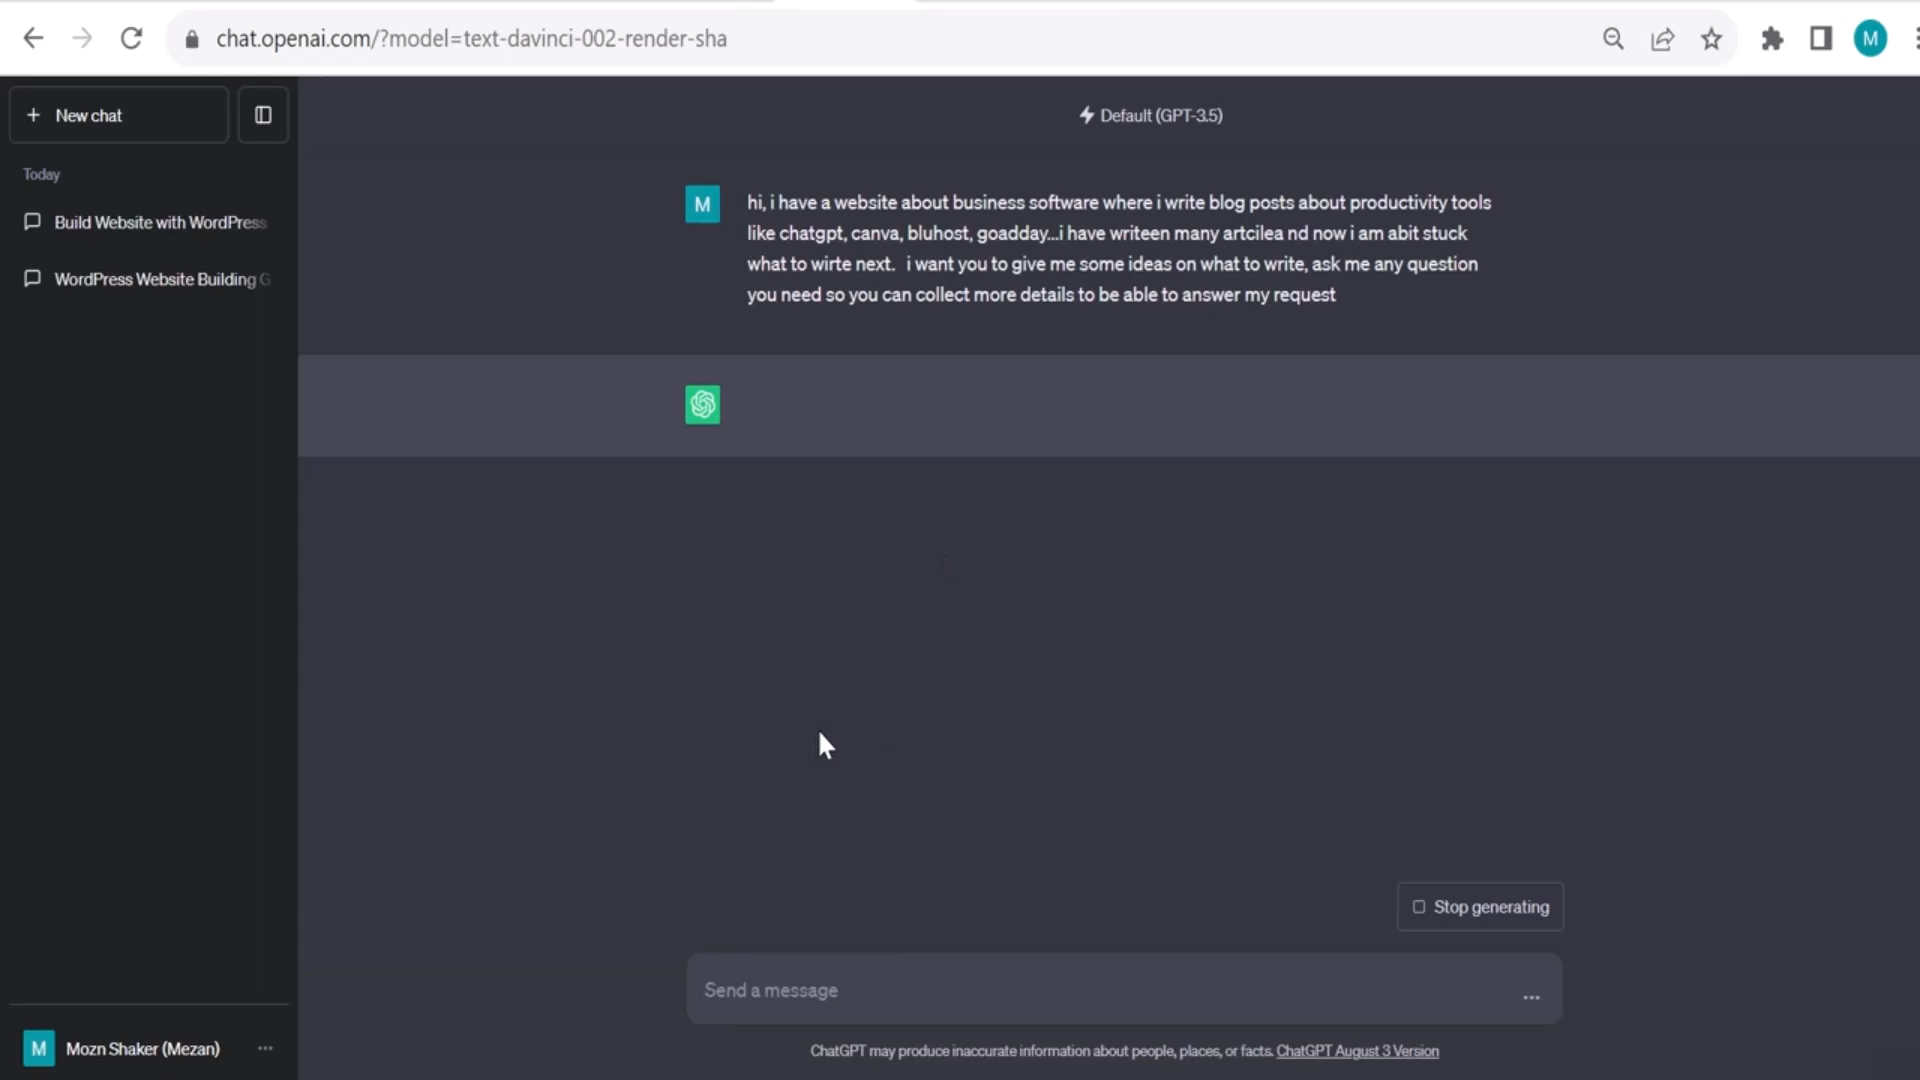 chat.openai.com/?model=text-davinci-002-render-sha
M
+ New chat
Default (GPT-3.5)
Today
Build Website with WordPress
WordPress Website Building G
M
hi, i have a website about business software where i write blog posts about productivity tools
like chatgpt, canva, bluhost, goadday...i have writeen many artcilea nd now i am abit stuck
what to wirte next. i want you to give me some ideas on what to write, ask me any question
you need so you can collect more details to be able to answer my request
Stop generating
Send a message
...
M
Mozn Shaker (Mezan)
...
ChatGPT may produce inaccurate information about people, places, or facts. ChatGPT August 3 Version